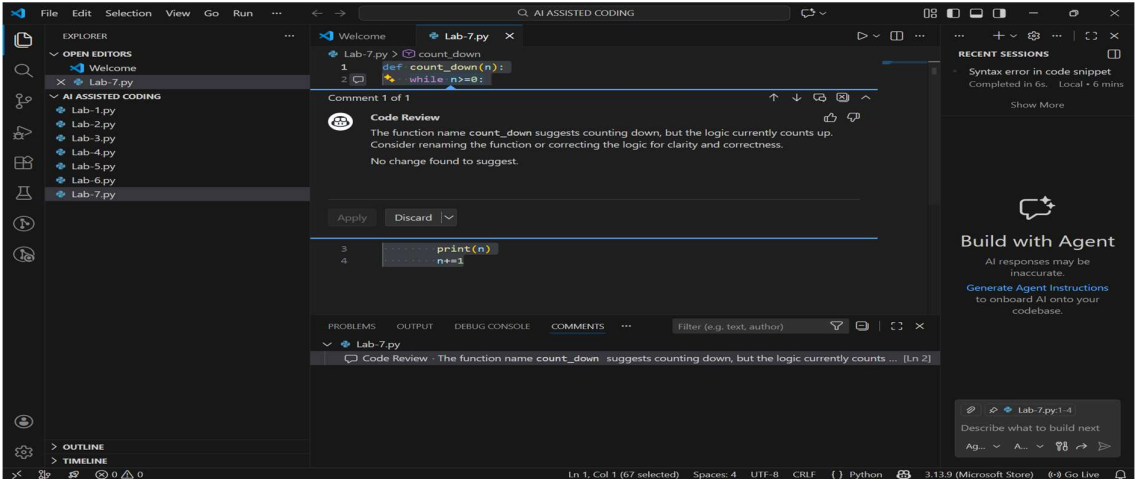 File Edit Selection View Go Run ··· AI ASSISTED CODING
EXPLORER ···
OPEN EDITORS
Welcome
Lab-7.py
AI ASSISTED CODING
Lab-1.py
Lab-2.py
Lab-3.py
Lab-4.py
Lab-5.py
Lab-6.py
Lab-7.py
OUTLINE
TIMELINE
Welcome Lab-7.py
Lab-7.py > count_down
1 def count_down(n):
2 while n>=0:
Comment 1 of 1
Code Review
The function name count_down suggests counting down, but the logic currently counts up.
Consider renaming the function or correcting the logic for clarity and correctness.
No change found to suggest.
Apply Discard
3 print(n)
4 n+=1
PROBLEMS OUTPUT DEBUG CONSOLE COMMENTS ··· Filter (e.g. text, author)
Lab-7.py
Code Review · The function name count_down suggests counting down, but the logic currently counts ... [Ln 2]
RECENT SESSIONS
Syntax error in code snippet
Completed in 6s. Local • 6 mins
Show More
Build with Agent
AI responses may be
inaccurate.
Generate Agent Instructions
to onboard AI onto your
codebase.
Lab-7.py:1-4
Describe what to build next
Ag... A...
0 0 Ln 1, Col 1 (67 selected) Spaces: 4 UTF-8 CRLF {} Python 3.13.9 (Microsoft Store) Go Live